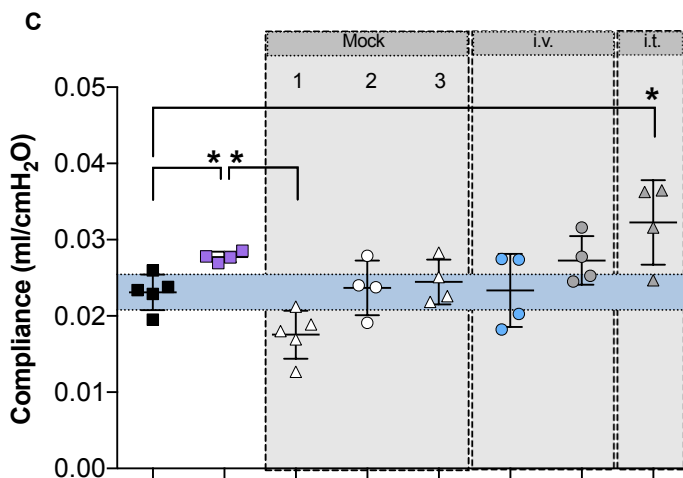 C
Mock
i.v.
i.t.
1 2 3
*
* *
Compliance (ml/cmH₂O)
0.05
0.04
0.03
0.02
0.01
0.00